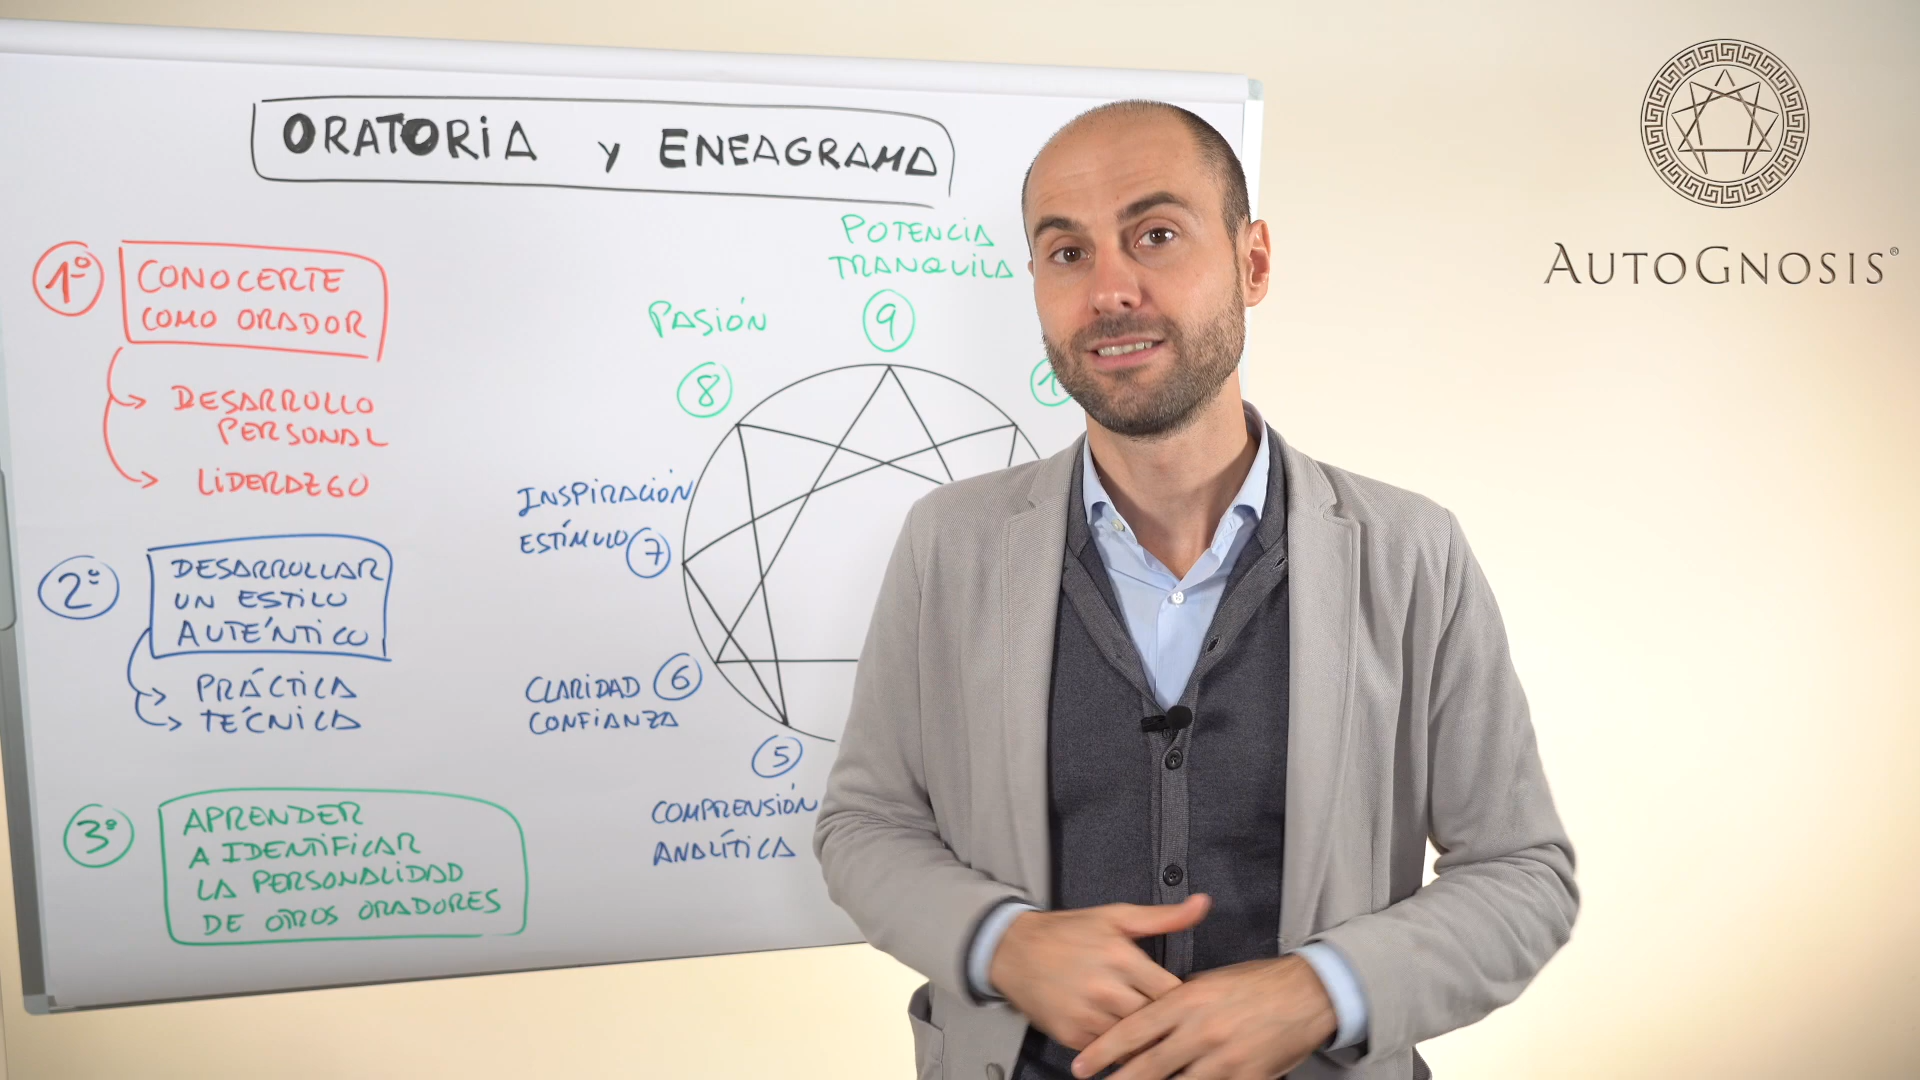 ORATORIA y ENEAGRAMA
1º
CONOCERTE
COMO ORADOR
DESARROLLO
PERSONAL
LIDERAZGO
2º
DESARROLLAR
UN ESTILO
AUTÉNTICO
PRÁCTICA
TÉCNICA
3º
APRENDER
A IDENTIFICAR
LA PERSONALIDAD
DE OTROS ORADORES
POTENCIA
TRANQUILA
9
PASIÓN
8
1
INSPIRACIÓN
ESTÍMULO 7
CLARIDAD 6
CONFIANZA
5
COMPRENSIÓN
ANALÍTICA
AUTOGNOSIS®